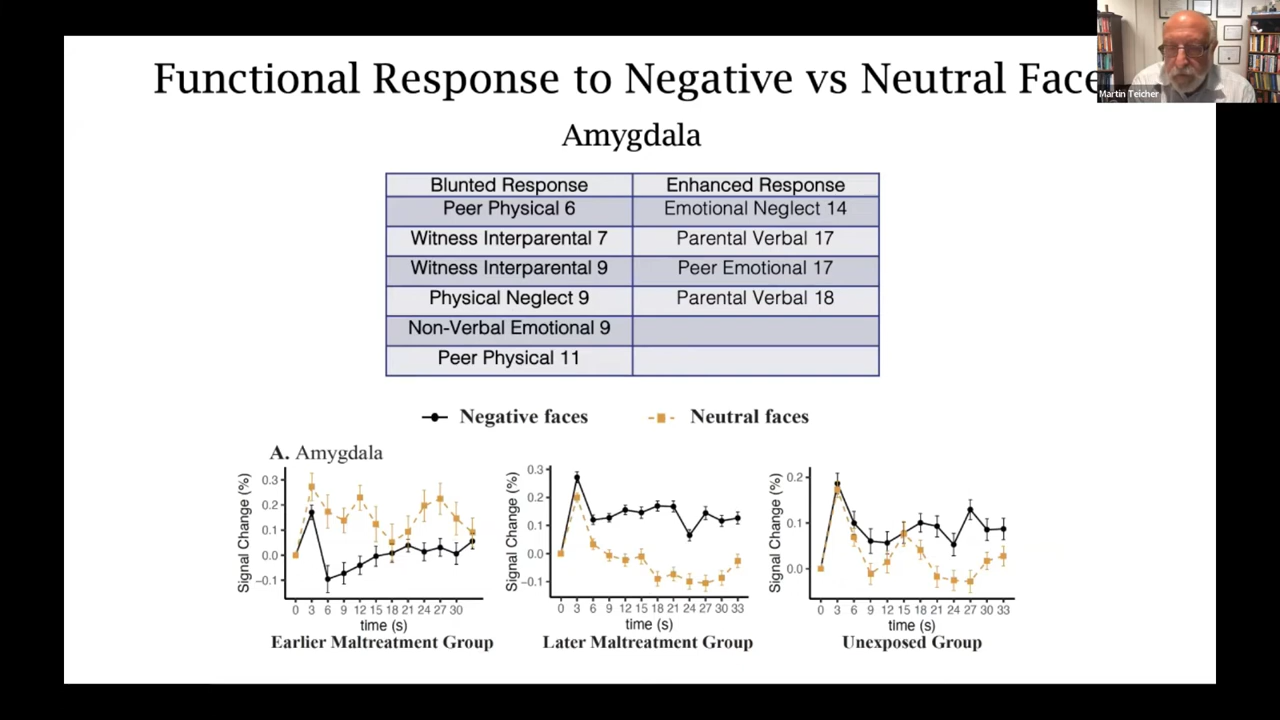 Functional Response to Negative vs Neutral Face
Martin Teicher
Amygdala
Blunted Response Enhanced Response
Peer Physical 6 Emotional Neglect 14
Witness Interparental 7 Parental Verbal 17
Witness Interparental 9 Peer Emotional 17
Physical Neglect 9 Parental Verbal 18
Non-Verbal Emotional 9
Peer Physical 11
Negative faces Neutral faces
A. Amygdala
Signal Change (%)
0.3
0.2
0.1
0.0
−0.1
0 3 6 9 12 15 18 21 24 27 30
time (s)
Earlier Maltreatment Group
Signal Change (%)
0.3
0.2
0.1
0.0
−0.1
0 3 6 9 12 15 18 21 24 27 30 33
time (s)
Later Maltreatment Group
Signal Change (%)
0.2
0.1
0.0
0 3 6 9 12 15 18 21 24 27 30 33
time (s)
Unexposed Group